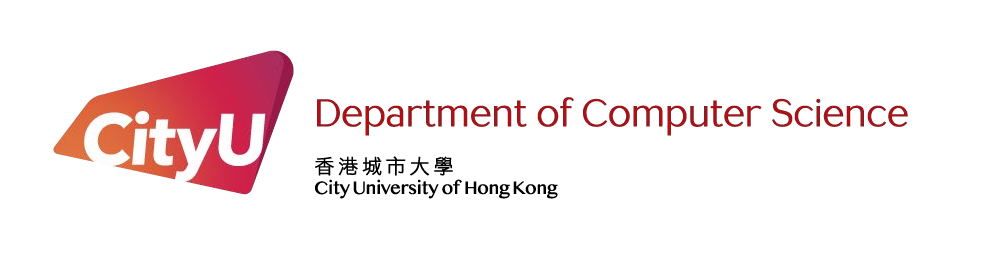 CityU
Department of Computer Science
香港城市大學
City University of Hong Kong